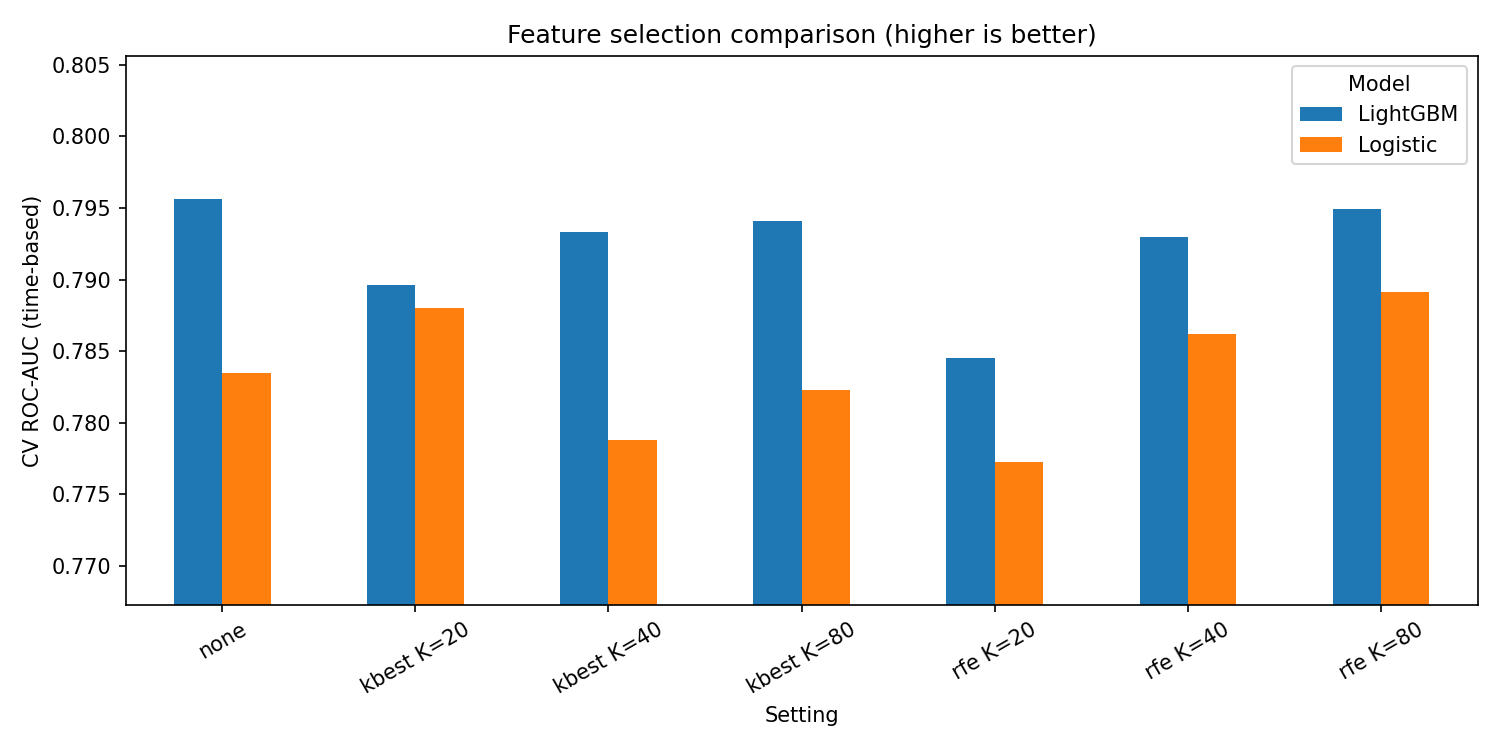 Feature selection comparison (higher is better)
CV ROC-AUC (time-based)
0.805
0.800
0.795
0.790
0.785
0.780
0.775
0.770
Model
LightGBM
Logistic
none
kbest K=20
kbest K=40
kbest K=80
rfe K=20
rfe K=40
rfe K=80
Setting